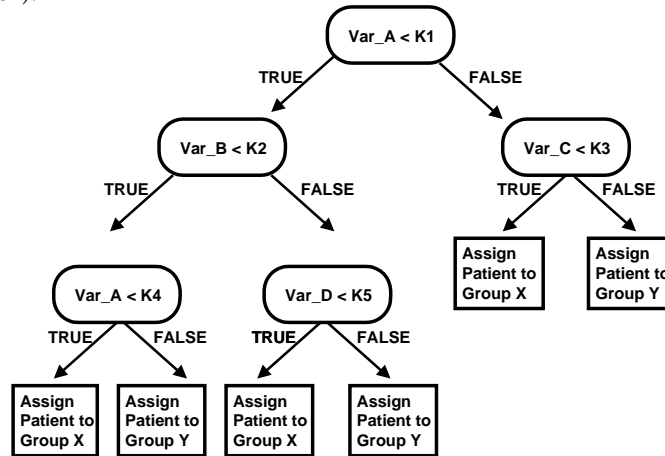 Var_A < K1
TRUE
FALSE
Var_B < K2
Var_C < K3
TRUE
FALSE
TRUE
FALSE
Assign
Patient to
Group X
Assign
Patient to
Group Y
Var_A < K4
Var_D < K5
TRUE
FALSE
TRUE
FALSE
Assign
Patient to
Group X
Assign
Patient to
Group Y
Assign
Patient to
Group X
Assign
Patient to
Group Y